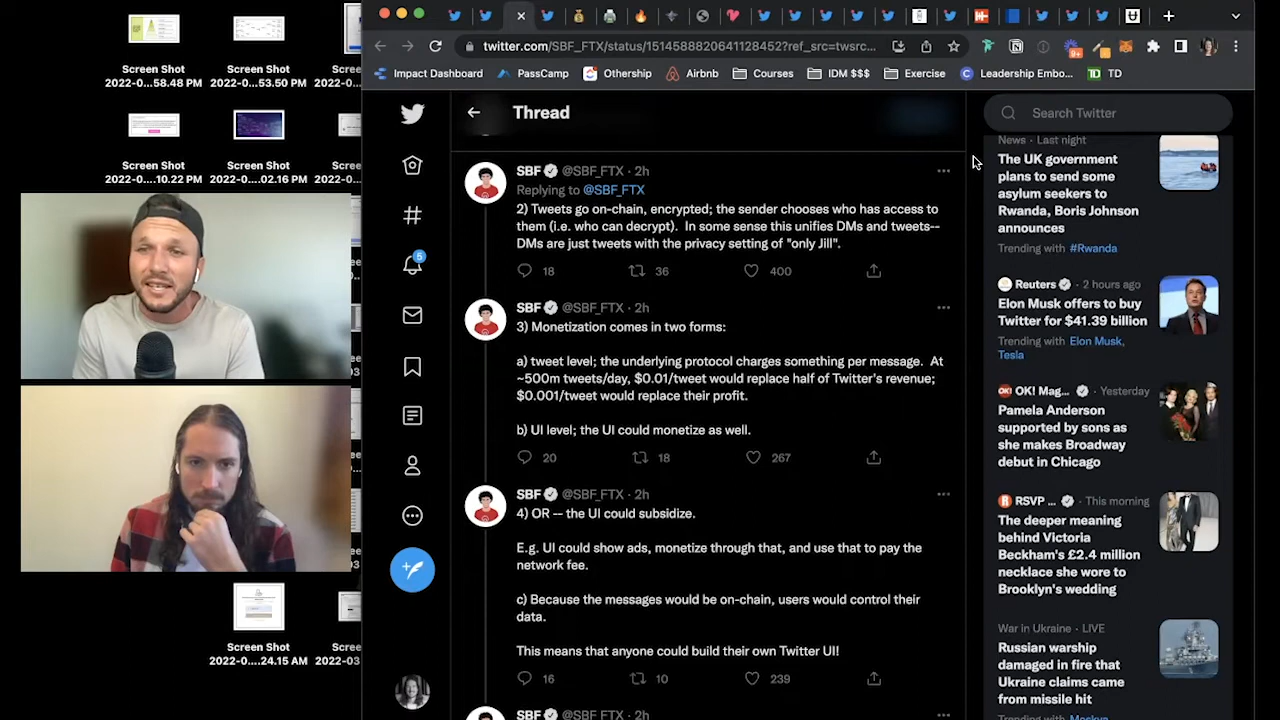 Screen Shot
2022-0....58.48 PM
Screen Shot
2022-0...53.50 PM
Screen Shot
2022-0....10.22 PM
Screen Shot
2022-0...02.16 PM
Screen Shot
2022-0....24.15 AM
2022-03
twitter.com/SBF_FTX/status/
Impact Dashboard
Othership
Airbnb
Courses
Exercise
TD
Thread
SBF @SBF_FTX · 2h
Replying to @SBF_FTX
2) Tweets go on-chain, encrypted; the sender chooses who has access to
them (i.e. who can decrypt). In some sense this unifies DMs and tweets--
DMs are just tweets with the privacy setting of "only Jill".
18 36 400
SBF @SBF_FTX · 2h
3) Monetization comes in two forms:
a) tweet level; the underlying protocol charges something per message. At
~500m tweets/day, $0.01/tweet would replace half of Twitter's revenue;
$0.001/tweet would replace their profit.
b) UI level; the UI could monetize as well.
20 18 267
SBF @SBF_FTX · 2h
4) OR -- the UI could subsidize.
E.g. UI could show ads, monetize through that, and use that to pay the
network fee.
Because the messages would be on-chain users would control their
data.
This means that anyone could build their own Twitter UI!
16 10 239
SBF @SBF_FTX · 2h
5
Search Twitter
News · Last night
The UK government
plans to send some
asylum seekers to
Rwanda, Boris Johnson
announces
Trending with #Rwanda
· 2 hours ago
Elon Musk offers to buy
Twitter for $41.39 billion
Trending with Elon Musk,
Tesla
OK! Mag... · Yesterday
Pamela Anderson
supported by sons as
she makes Broadway
debut in Chicago
RSVP ... · This morning
The deep meaning
behind Victoria
Beckham's £2.4 million
necklace she wore to
Brooklyn's wedding
War in Ukraine · LIVE
Russian warship
damaged in fire that
Ukraine claims came
from missile hit
Trending with Moskva